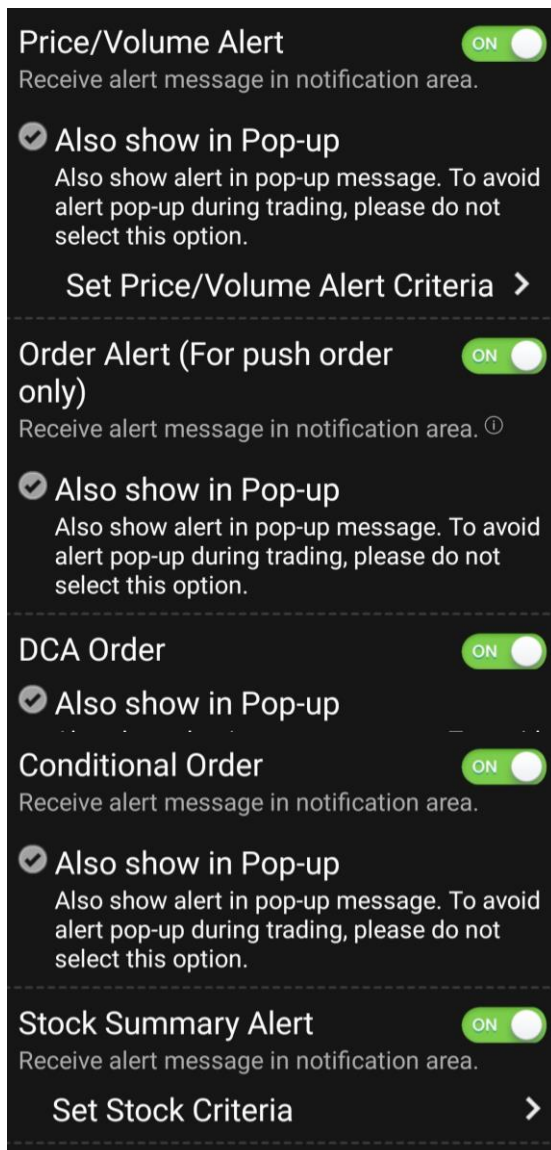 Price/Volume Alert ON
Receive alert message in notification area.
Also show in Pop-up
Also show alert in pop-up message. To avoid
alert pop-up during trading, please do not
select this option.
Set Price/Volume Alert Criteria
Order Alert (For push order ON
only)
Receive alert message in notification area.
Also show in Pop-up
Also show alert in pop-up message. To avoid
alert pop-up during trading, please do not
select this option.
DCA Order ON
Also show in Pop-up
Conditional Order ON
Receive alert message in notification area.
Also show in Pop-up
Also show alert in pop-up message. To avoid
alert pop-up during trading, please do not
select this option.
Stock Summary Alert ON
Receive alert message in notification area.
Set Stock Criteria